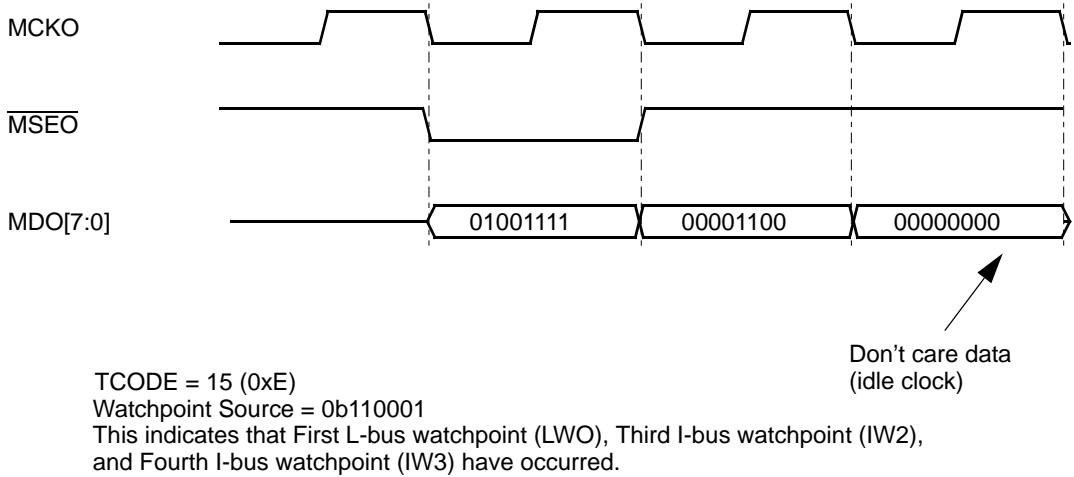 MCKO
MSEO
MDO[7:0]
01001111
00001100
00000000
Don't care data
(idle clock)
TCODE = 15 (0xE)
Watchpoint Source = 0b110001
This indicates that First L-bus watchpoint (LWO), Third I-bus watchpoint (IW2),
and Fourth I-bus watchpoint (IW3) have occurred.